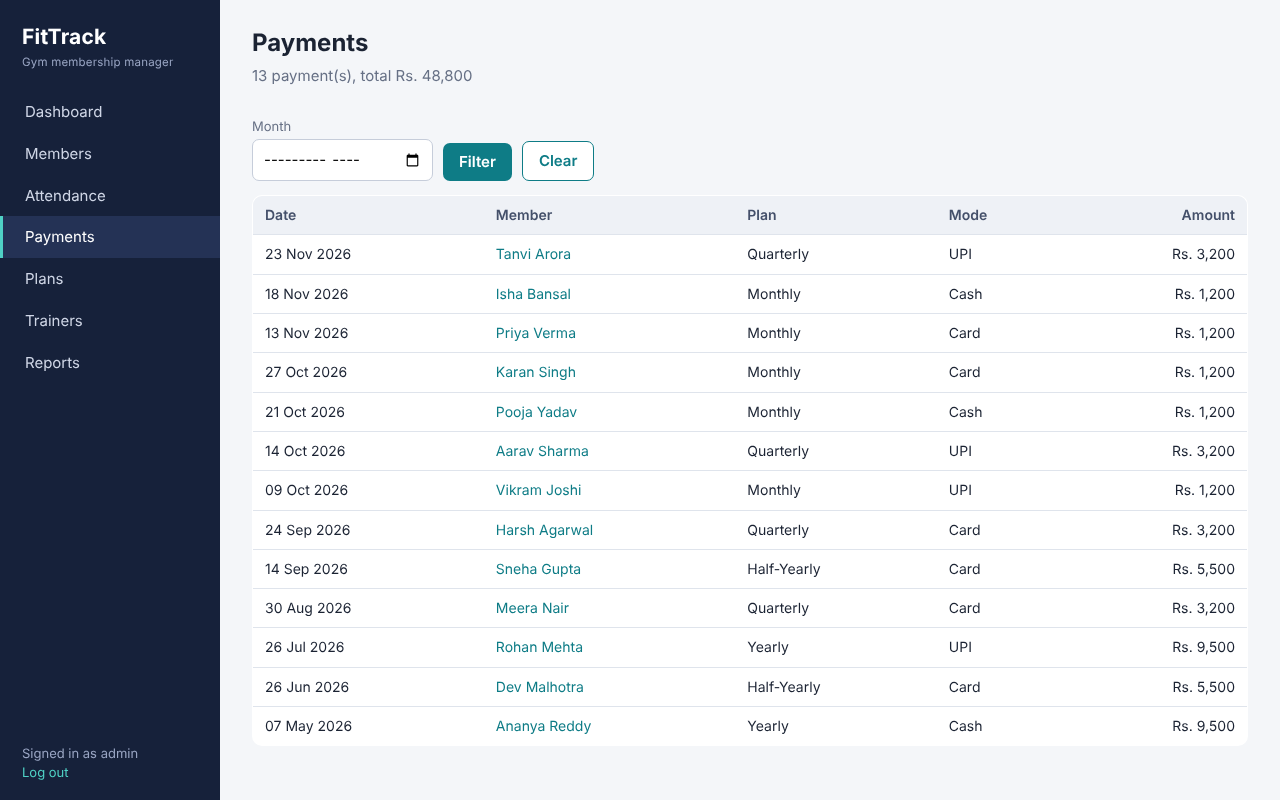 FitTrack
Gym membership manager
Dashboard
Members
Attendance
Payments
Plans
Trainers
Reports
Signed in as admin
Log out
Payments
13 payment(s), total Rs. 48,800
Month
--------- ----
Filter
Clear
Date Member Plan Mode Amount
23 Nov 2026 Tanvi Arora Quarterly UPI Rs. 3,200
18 Nov 2026 Isha Bansal Monthly Cash Rs. 1,200
13 Nov 2026 Priya Verma Monthly Card Rs. 1,200
27 Oct 2026 Karan Singh Monthly Card Rs. 1,200
21 Oct 2026 Pooja Yadav Monthly Cash Rs. 1,200
14 Oct 2026 Aarav Sharma Quarterly UPI Rs. 3,200
09 Oct 2026 Vikram Joshi Monthly UPI Rs. 1,200
24 Sep 2026 Harsh Agarwal Quarterly Card Rs. 3,200
14 Sep 2026 Sneha Gupta Half-Yearly Card Rs. 5,500
30 Aug 2026 Meera Nair Quarterly Card Rs. 3,200
26 Jul 2026 Rohan Mehta Yearly UPI Rs. 9,500
26 Jun 2026 Dev Malhotra Half-Yearly Card Rs. 5,500
07 May 2026 Ananya Reddy Yearly Cash Rs. 9,500